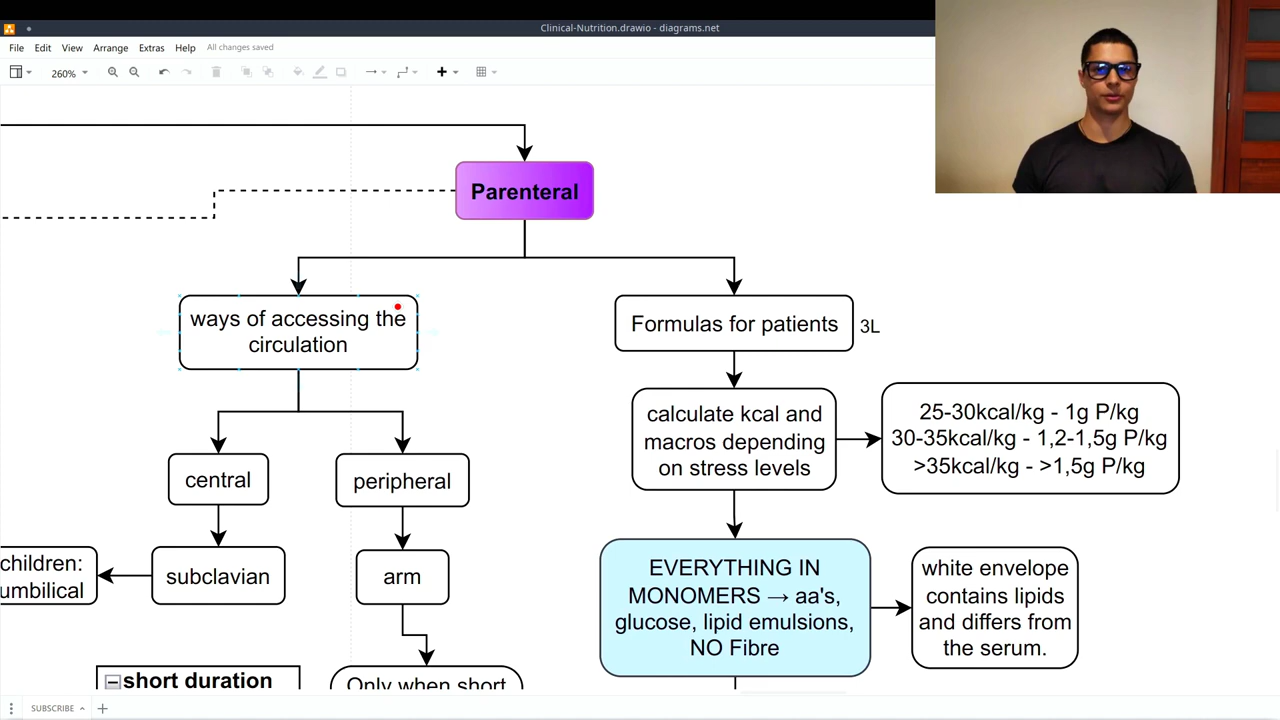 Clinical-Nutrition.drawio - diagrams.net
File Edit View Arrange Extras Help All changes saved
260%
Parenteral
ways of accessing the
circulation
Formulas for patients
3L
calculate kcal and
macros depending
on stress levels
25-30kcal/kg - 1g P/kg
30-35kcal/kg - 1,2-1,5g P/kg
>35kcal/kg - >1,5g P/kg
central
peripheral
children:
umbilical
subclavian
arm
EVERYTHING IN
MONOMERS → aa's,
glucose, lipid emulsions,
NO Fibre
white envelope
contains lipids
and differs from
the serum.
short duration
Only when short
SUBSCRIBE